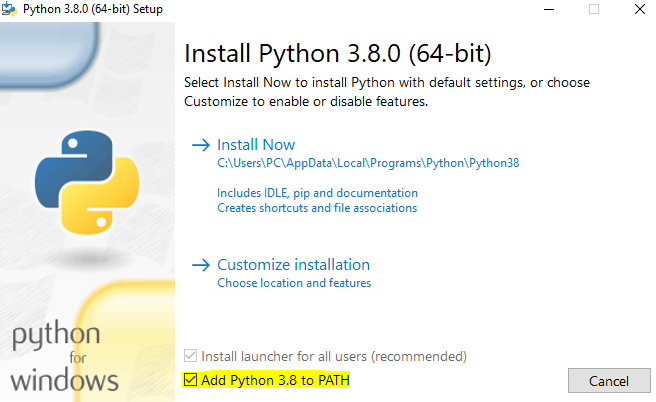 Python 3.8.0 (64-bit) Setup
Install Python 3.8.0 (64-bit)
Select Install Now to install Python with default settings, or choose
Customize to enable or disable features.
Install Now
C:\Users\PC\AppData\Local\Programs\Python\Python38
Includes IDLE, pip and documentation
Creates shortcuts and file associations
Customize installation
Choose location and features
python
for
windows
Install launcher for all users (recommended)
Add Python 3.8 to PATH
Cancel